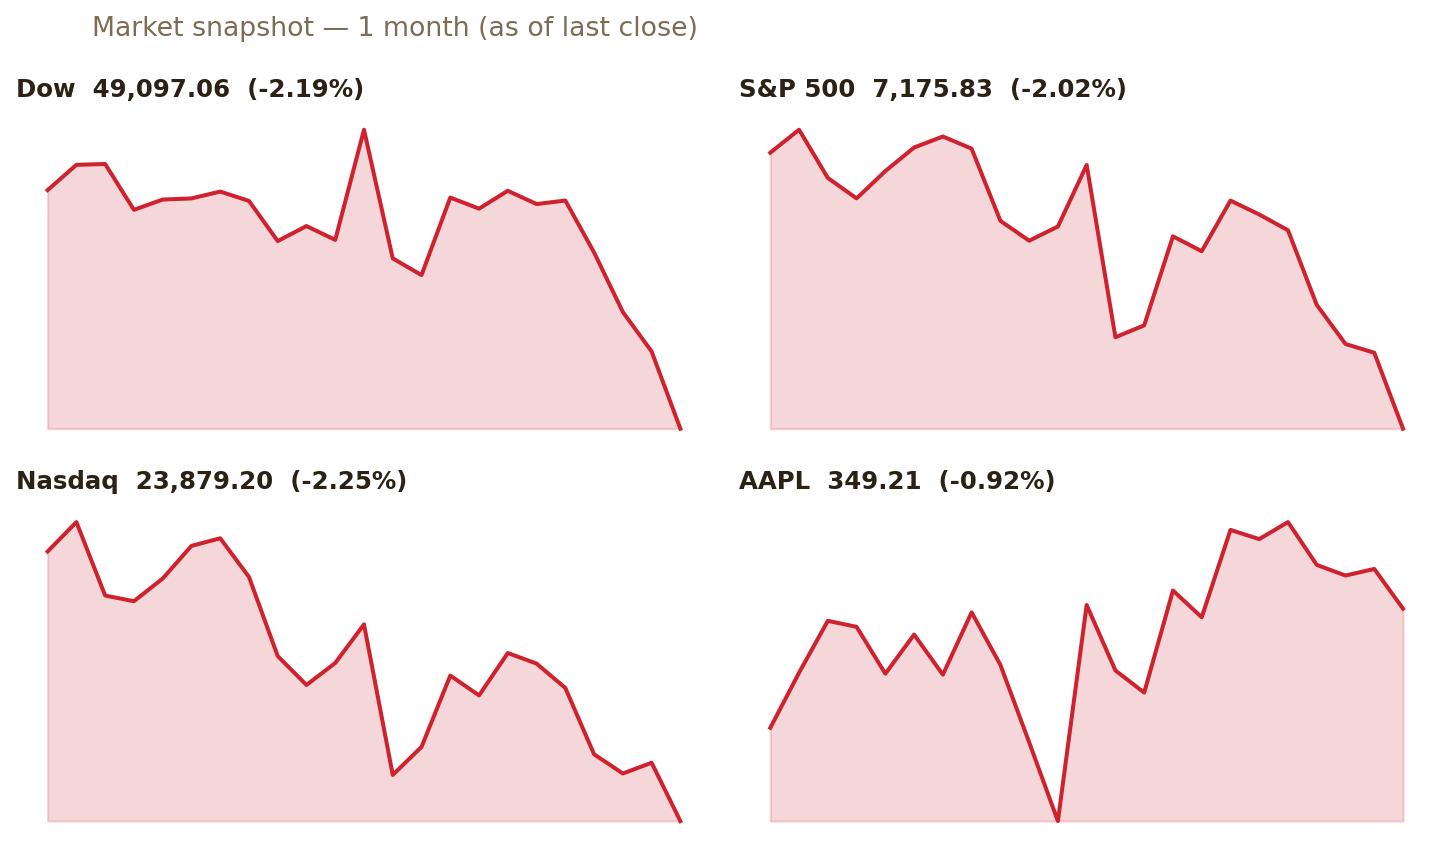 Market snapshot — 1 month (as of last close)
Dow  49,097.06  (-2.19%)
S&P 500  7,175.83  (-2.02%)
Nasdaq  23,879.20  (-2.25%)
AAPL  349.21  (-0.92%)